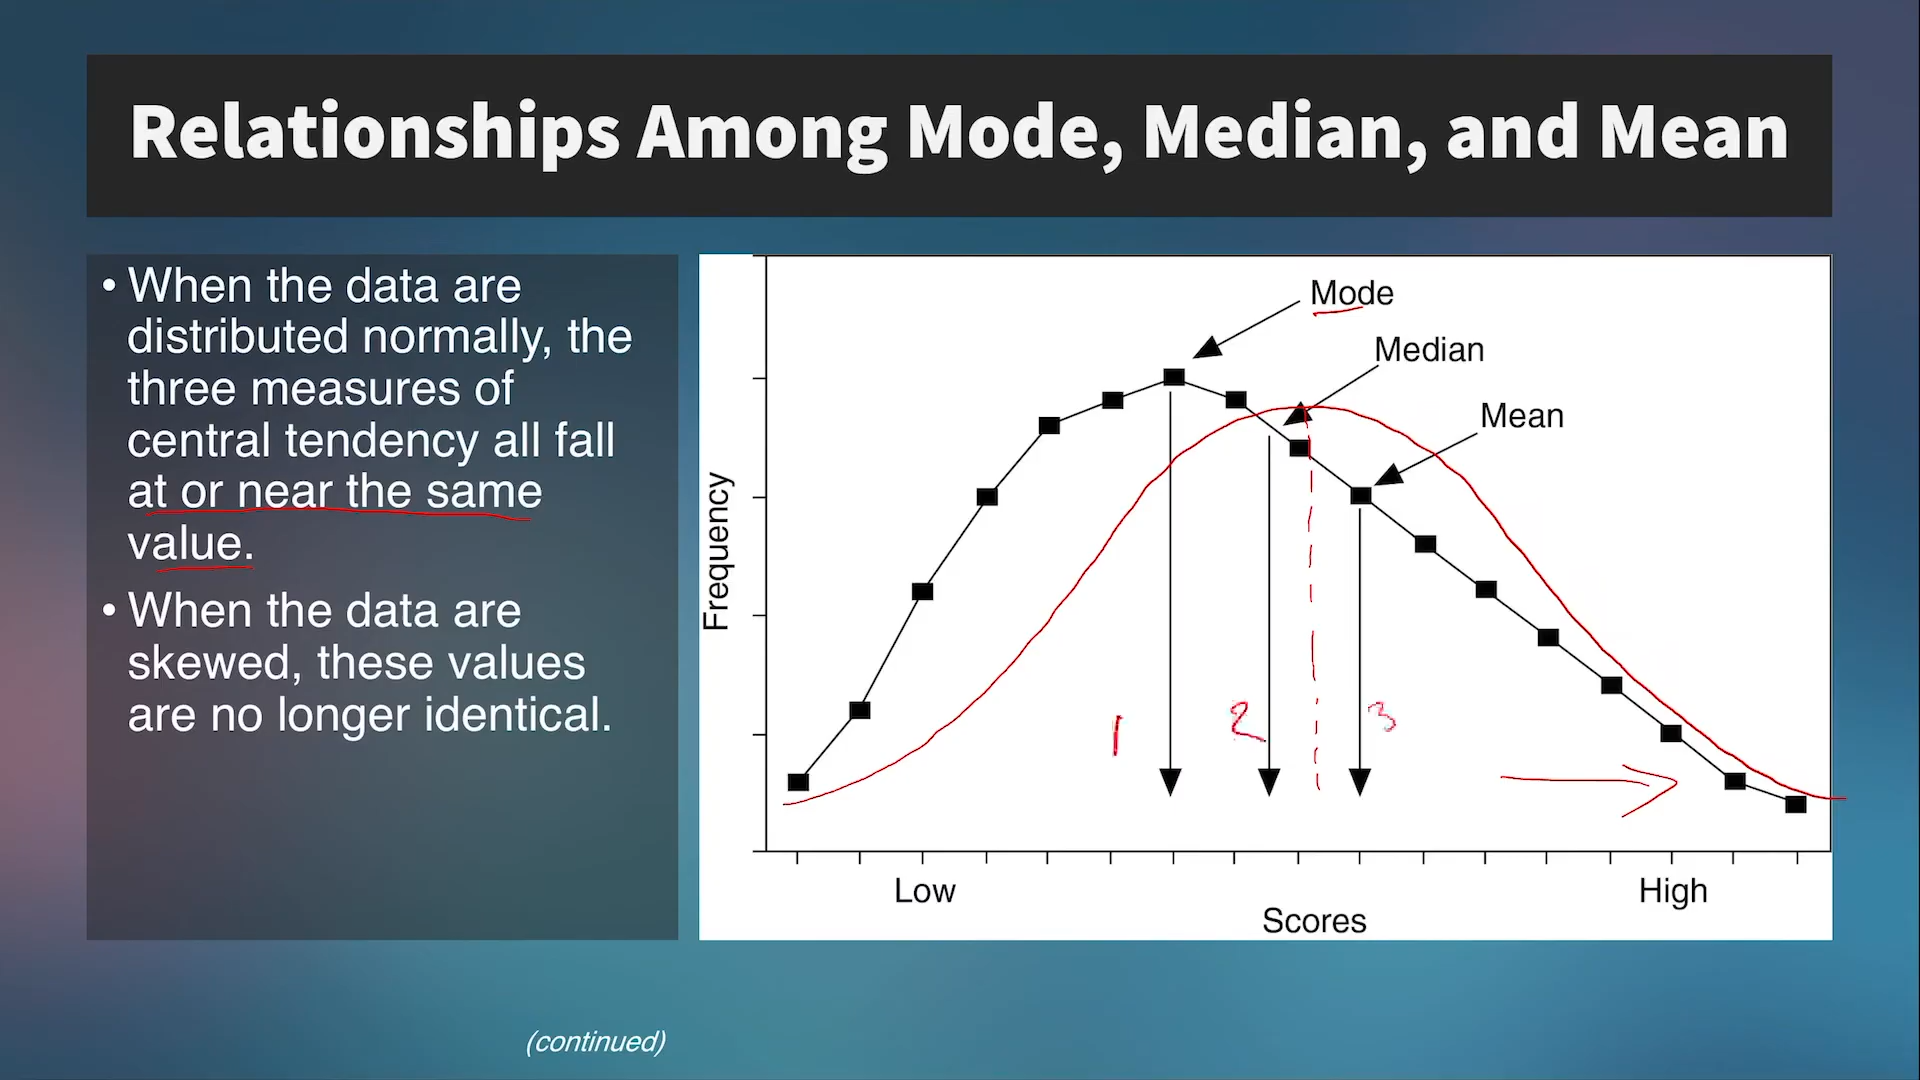 Relationships Among Mode, Median, and Mean
• When the data are
distributed normally, the
three measures of
central tendency all fall
at or near the same
value.
• When the data are
skewed, these values
are no longer identical.
Mode
Median
Mean
Frequency
1 2 3
Low High
Scores
(continued)